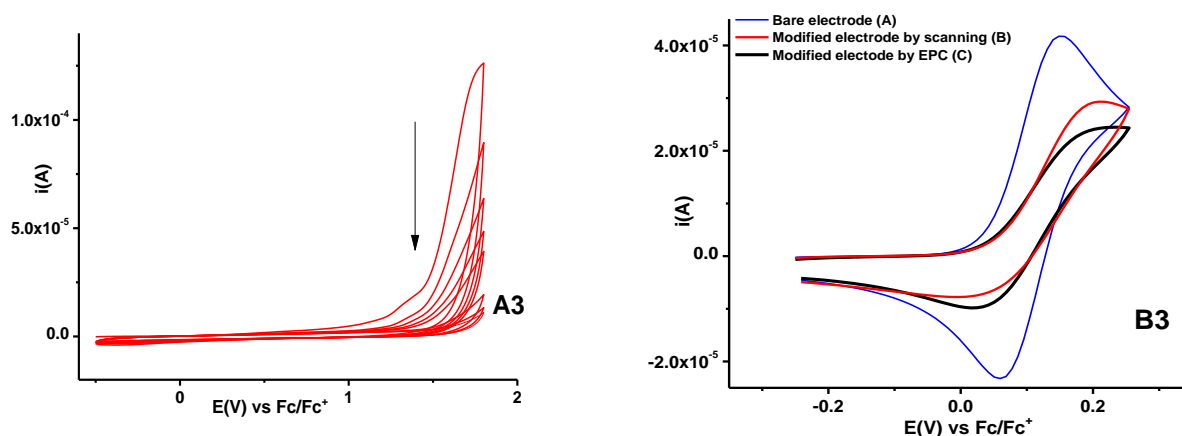 1.0x10⁻⁴
5.0x10⁻⁵
0.0
i(A)
0
1
2
E(V) vs Fc/Fc⁺
A3
Bare electrode (A)
Modified electrode by scanning (B)
Modified electode by EPC (C)
4.0x10⁻⁵
2.0x10⁻⁵
0.0
-2.0x10⁻⁵
i(A)
-0.2
0.0
0.2
E(V) vs Fc/Fc⁺
B3